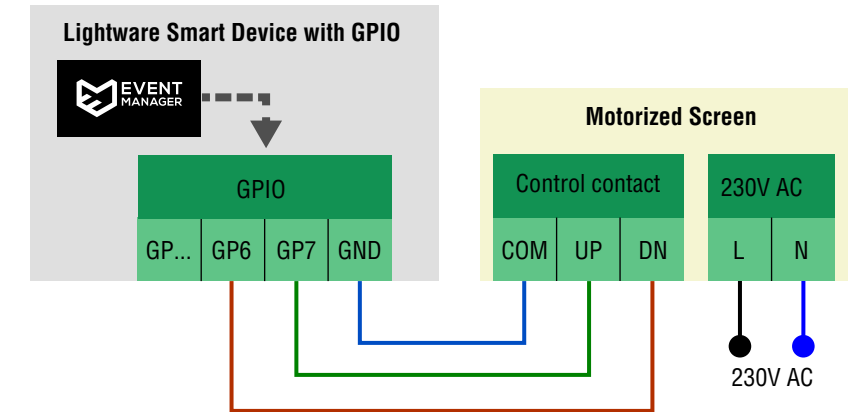 Lightware Smart Device with GPIO
EVENT
MANAGER
Motorized Screen
GPIO
Control contact
230V AC
GP... GP6 GP7 GND
COM UP DN
L N
230V AC